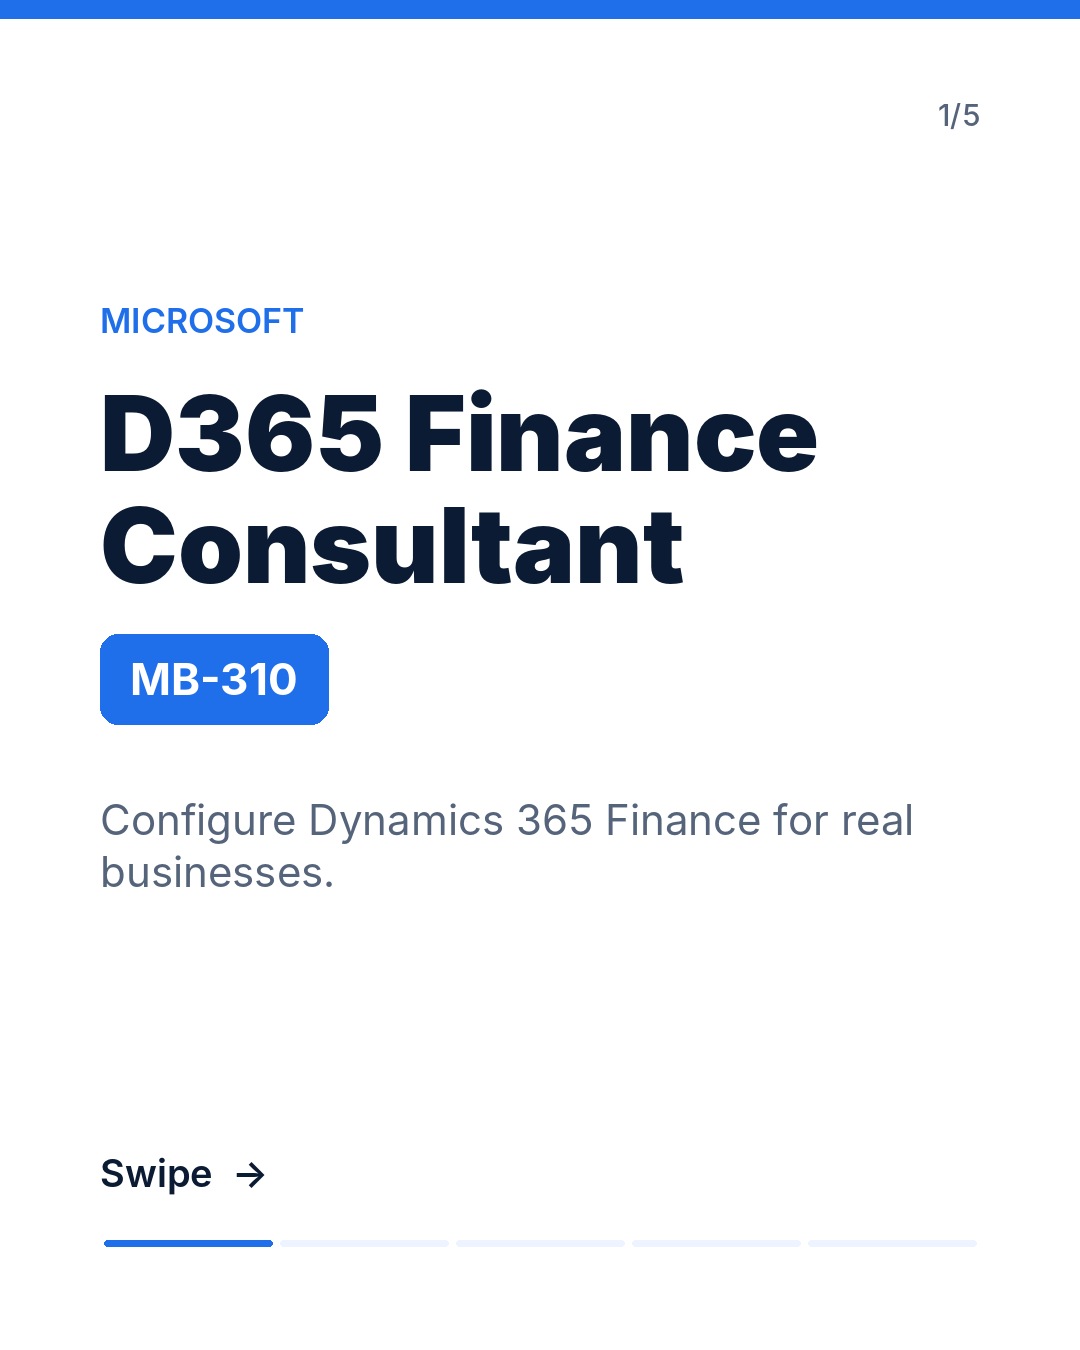 1/5
MICROSOFT
D365 Finance
Consultant
MB-310
Configure Dynamics 365 Finance for real
businesses.
Swipe →